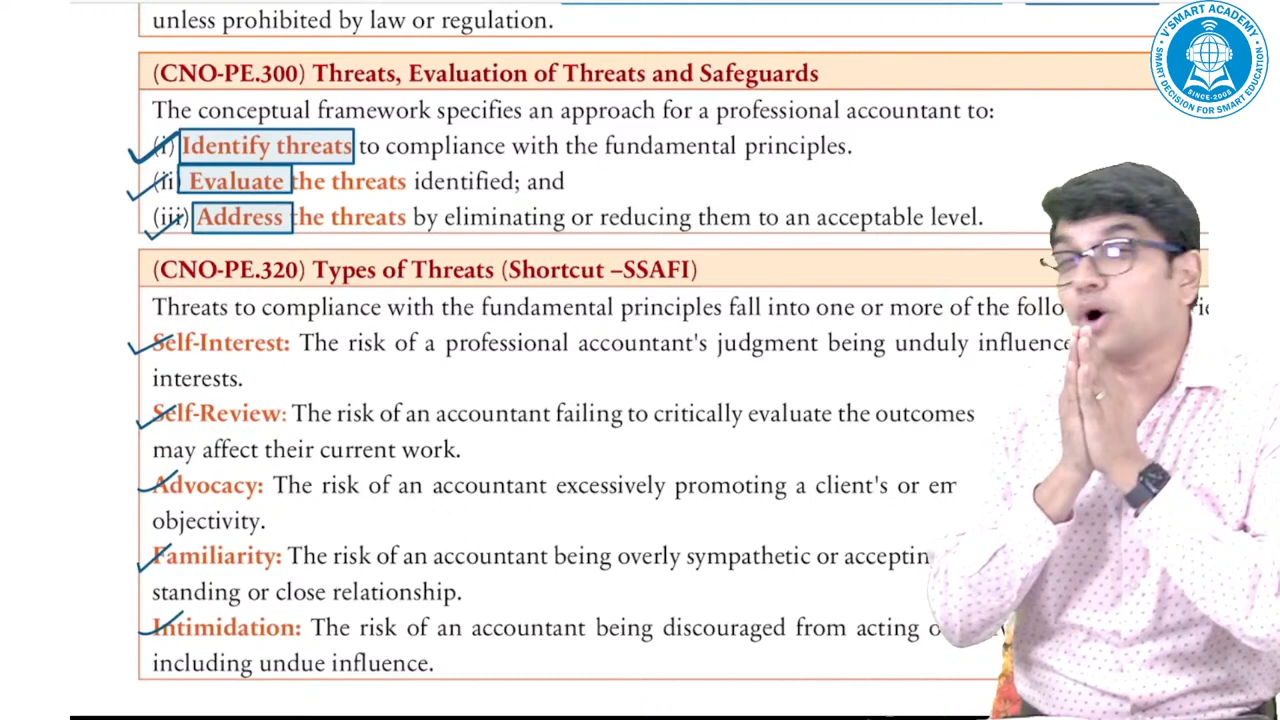 unless prohibited by law or regulation.
(CNO-PE.300) Threats, Evaluation of Threats and Safeguards
The conceptual framework specifies an approach for a professional accountant to:
(i) Identify threats to compliance with the fundamental principles.
(ii) Evaluate the threats identified; and
(iii) Address the threats by eliminating or reducing them to an acceptable level.
(CNO-PE.320) Types of Threats (Shortcut –SSAFI)
Threats to compliance with the fundamental principles fall into one or more of the
Self-Interest: The risk of a professional accountant's judgment being unduly
interests.
Self-Review: The risk of an accountant failing to critically evaluate the outcomes
may affect their current work.
Advocacy: The risk of an accountant excessively promoting a client's or
objectivity.
Familiarity: The risk of an accountant being overly sympathetic or
standing or close relationship.
Intimidation: The risk of an accountant being discouraged from acting
including undue influence.
V'SMART ACADEMY
SMART DECISION FOR SMART EDUCATION
SINCE-2005